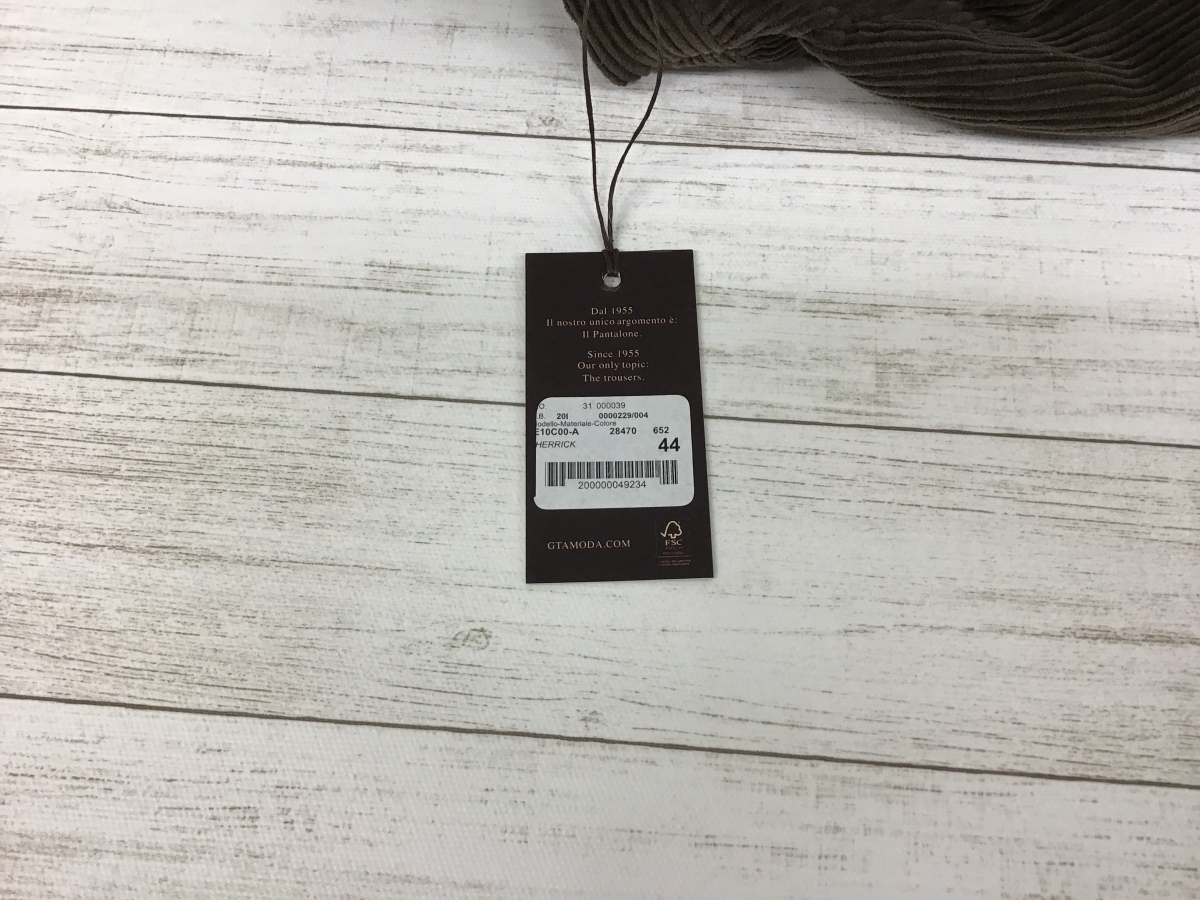 Dal 1955
Il nostro unico argomento è:
Il Pantalone.
Since 1955
Our only topic:
The trousers.
O. 31 000039
.B. 20I 0000229/004
odello-Materiale-Colore
E10C00-A 28470 652
HERRICK 44
200000049234
GTAMODA.COM
FSC